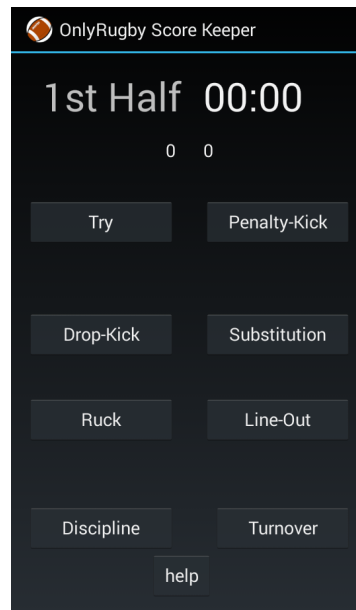 OnlyRugby Score Keeper
1st Half 00:00
0 0
Try Penalty-Kick
Drop-Kick Substitution
Ruck Line-Out
Discipline Turnover
help